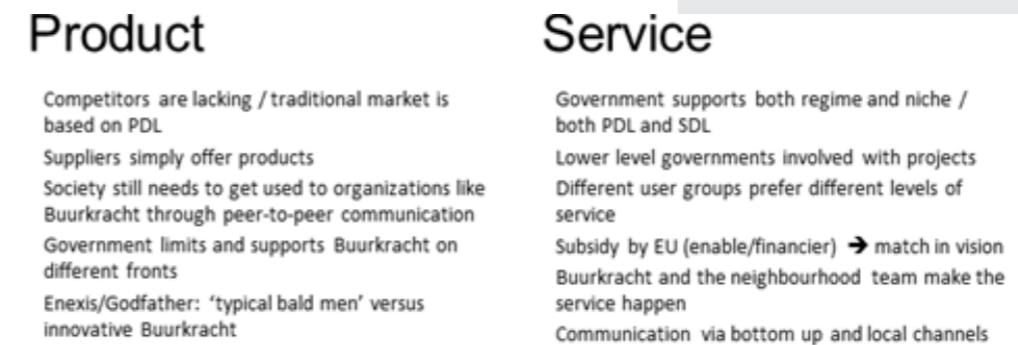 Product
Competitors are lacking / traditional market is
based on PDL
Suppliers simply offer products
Society still needs to get used to organizations like
Buurkracht through peer-to-peer communication
Government limits and supports Buurkracht on
different fronts
Enexis/Godfather: ‘typical bald men’ versus
innovative Buurkracht
Service
Government supports both regime and niche /
both PDL and SDL
Lower level governments involved with projects
Different user groups prefer different levels of
service
Subsidy by EU (enable/financier) → match in vision
Buurkracht and the neighbourhood team make the
service happen
Communication via bottom up and local channels